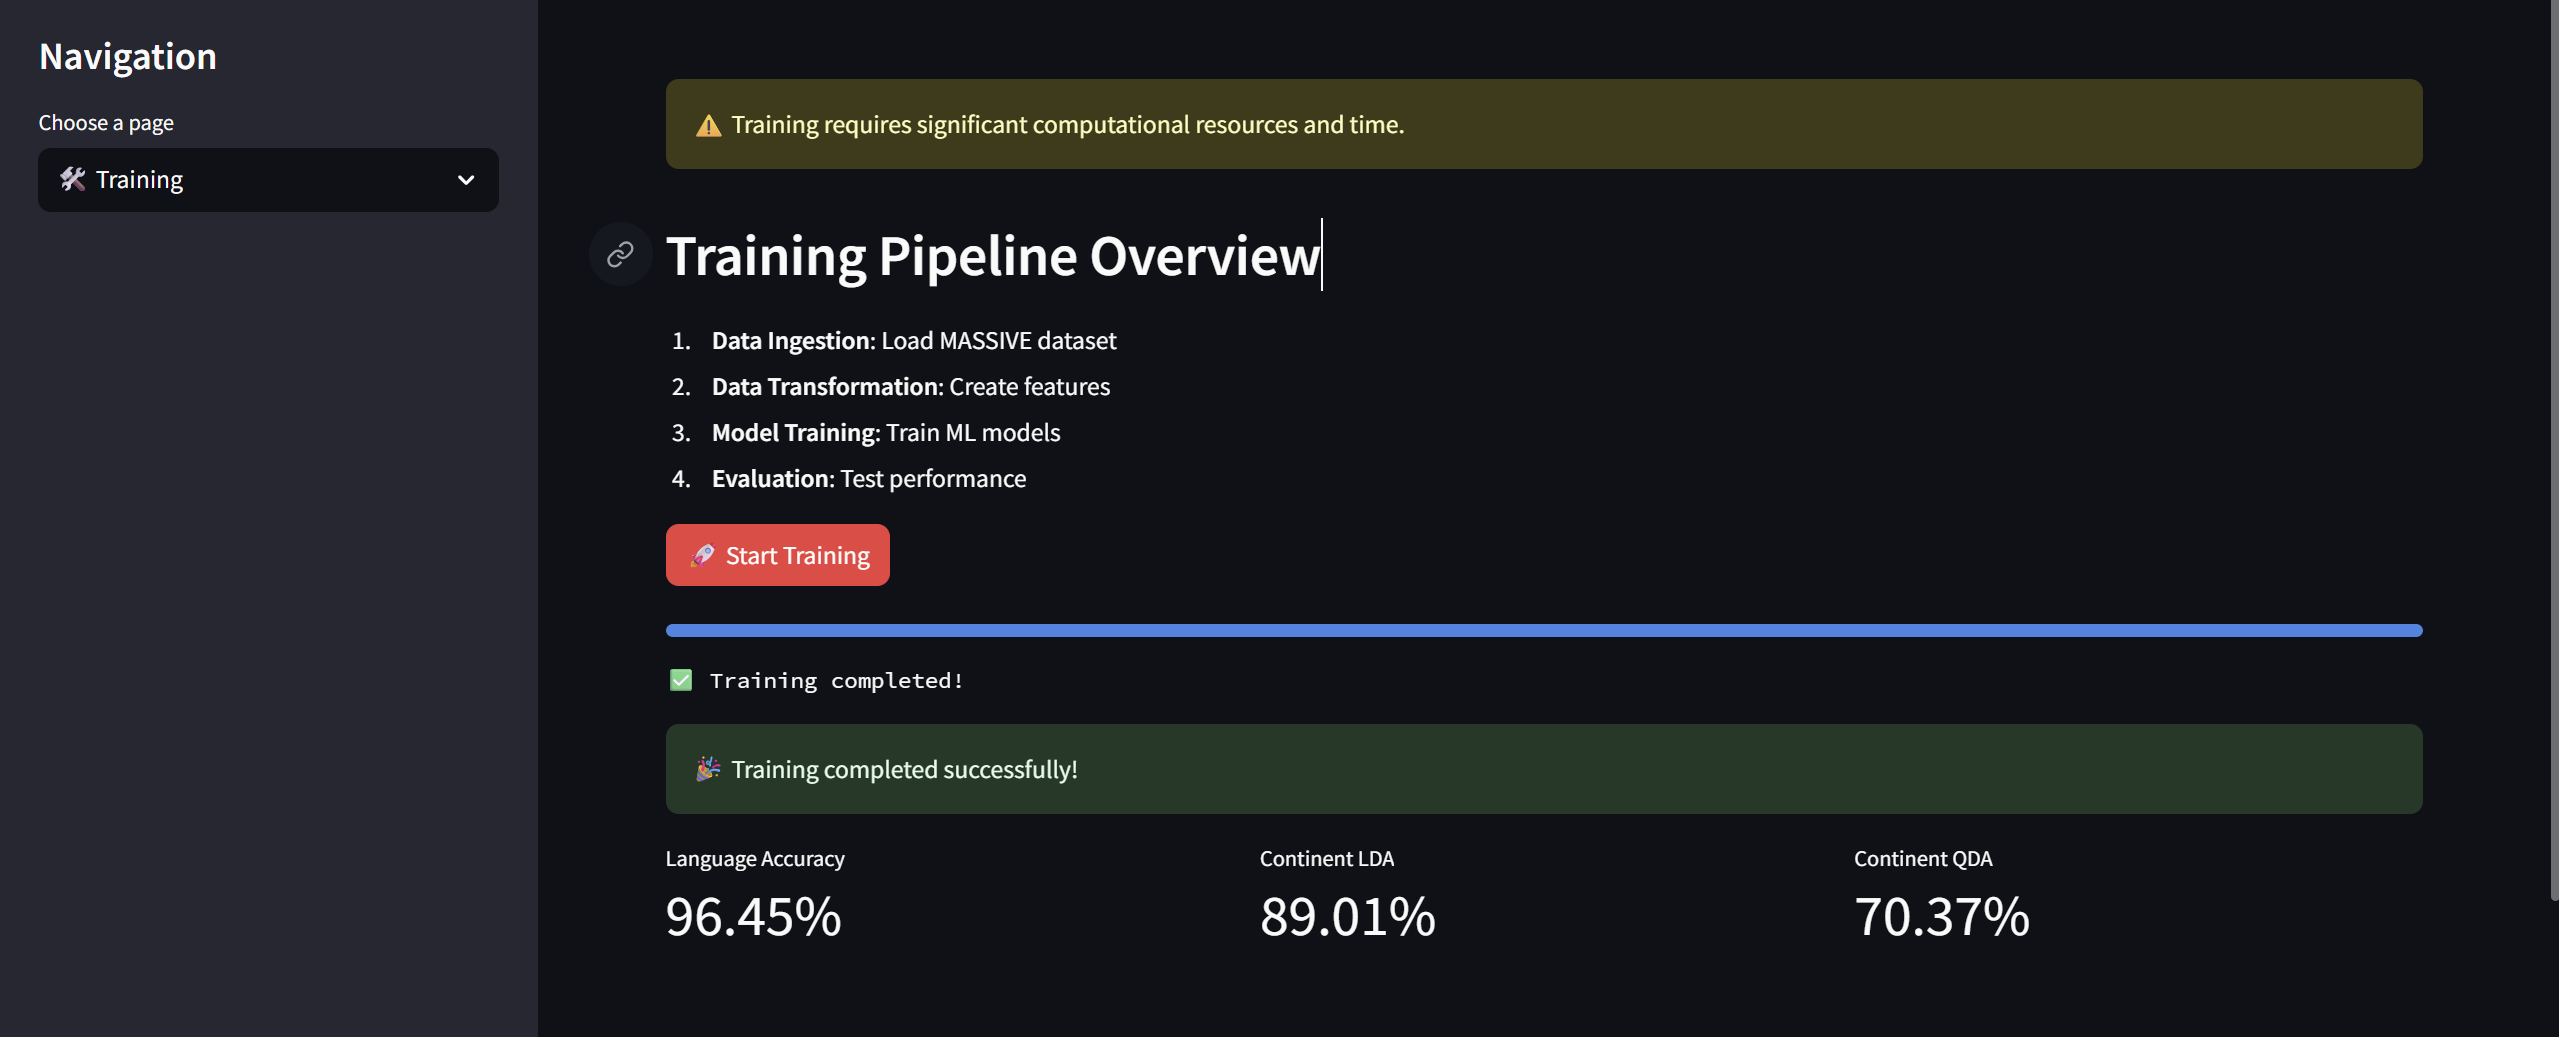 Navigation
Choose a page
🛠 Training
⚠ Training requires significant computational resources and time.
Training Pipeline Overview
1. Data Ingestion: Load MASSIVE dataset
2. Data Transformation: Create features
3. Model Training: Train ML models
4. Evaluation: Test performance
🚀 Start Training
✅ Training completed!
🎉 Training completed successfully!
Language Accuracy
96.45%
Continent LDA
89.01%
Continent QDA
70.37%